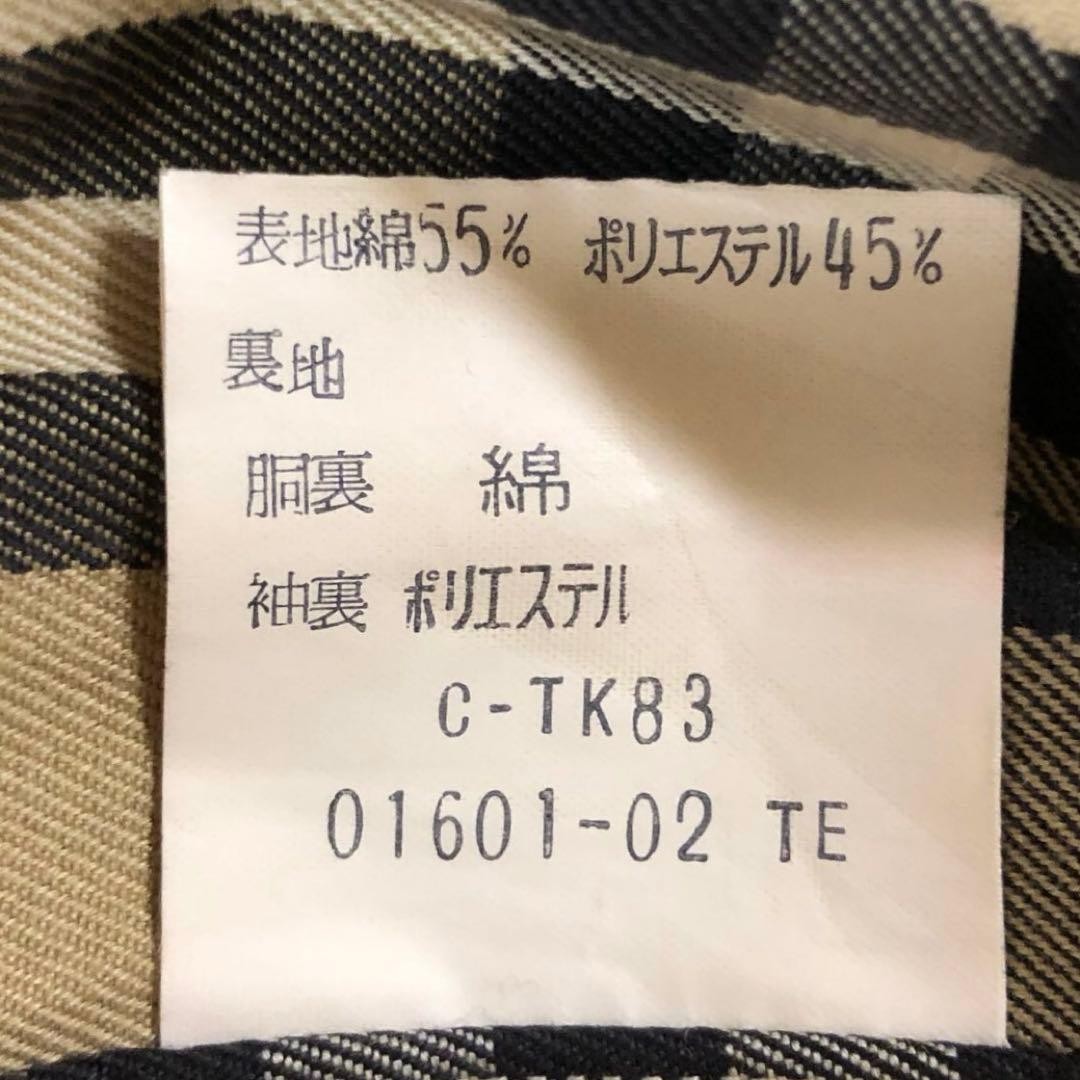 表地綿55% ポリエステル45%
裏地
胴裏 綿
袖裏 ポリエステル
C-TK83
01601-02 TE